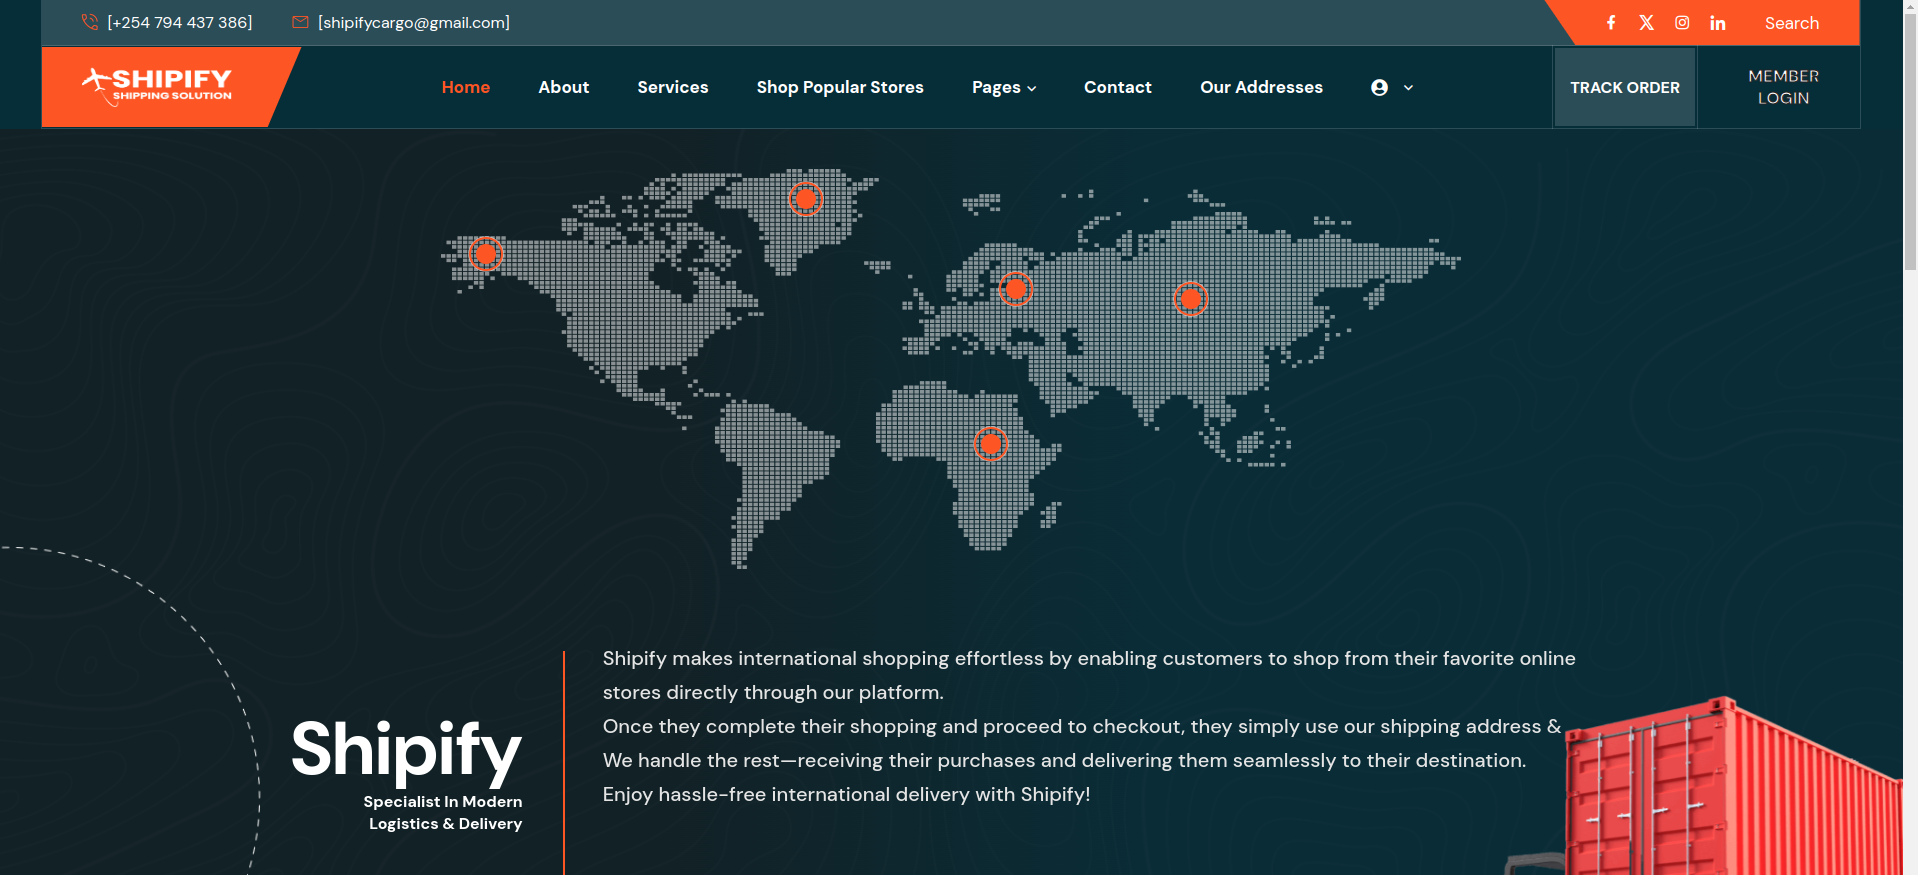 [+254 794 437 386]
[shipifycargo@gmail.com]
Search
SHIPIFY
SHIPPING SOLUTION
Home
About
Services
Shop Popular Stores
Pages
Contact
Our Addresses
TRACK ORDER
MEMBER
LOGIN
Shipify
Specialist In Modern
Logistics & Delivery
Shipify makes international shopping effortless by enabling customers to shop from their favorite online
stores directly through our platform.
Once they complete their shopping and proceed to checkout, they simply use our shipping address &
We handle the rest—receiving their purchases and delivering them seamlessly to their destination.
Enjoy hassle-free international delivery with Shipify!